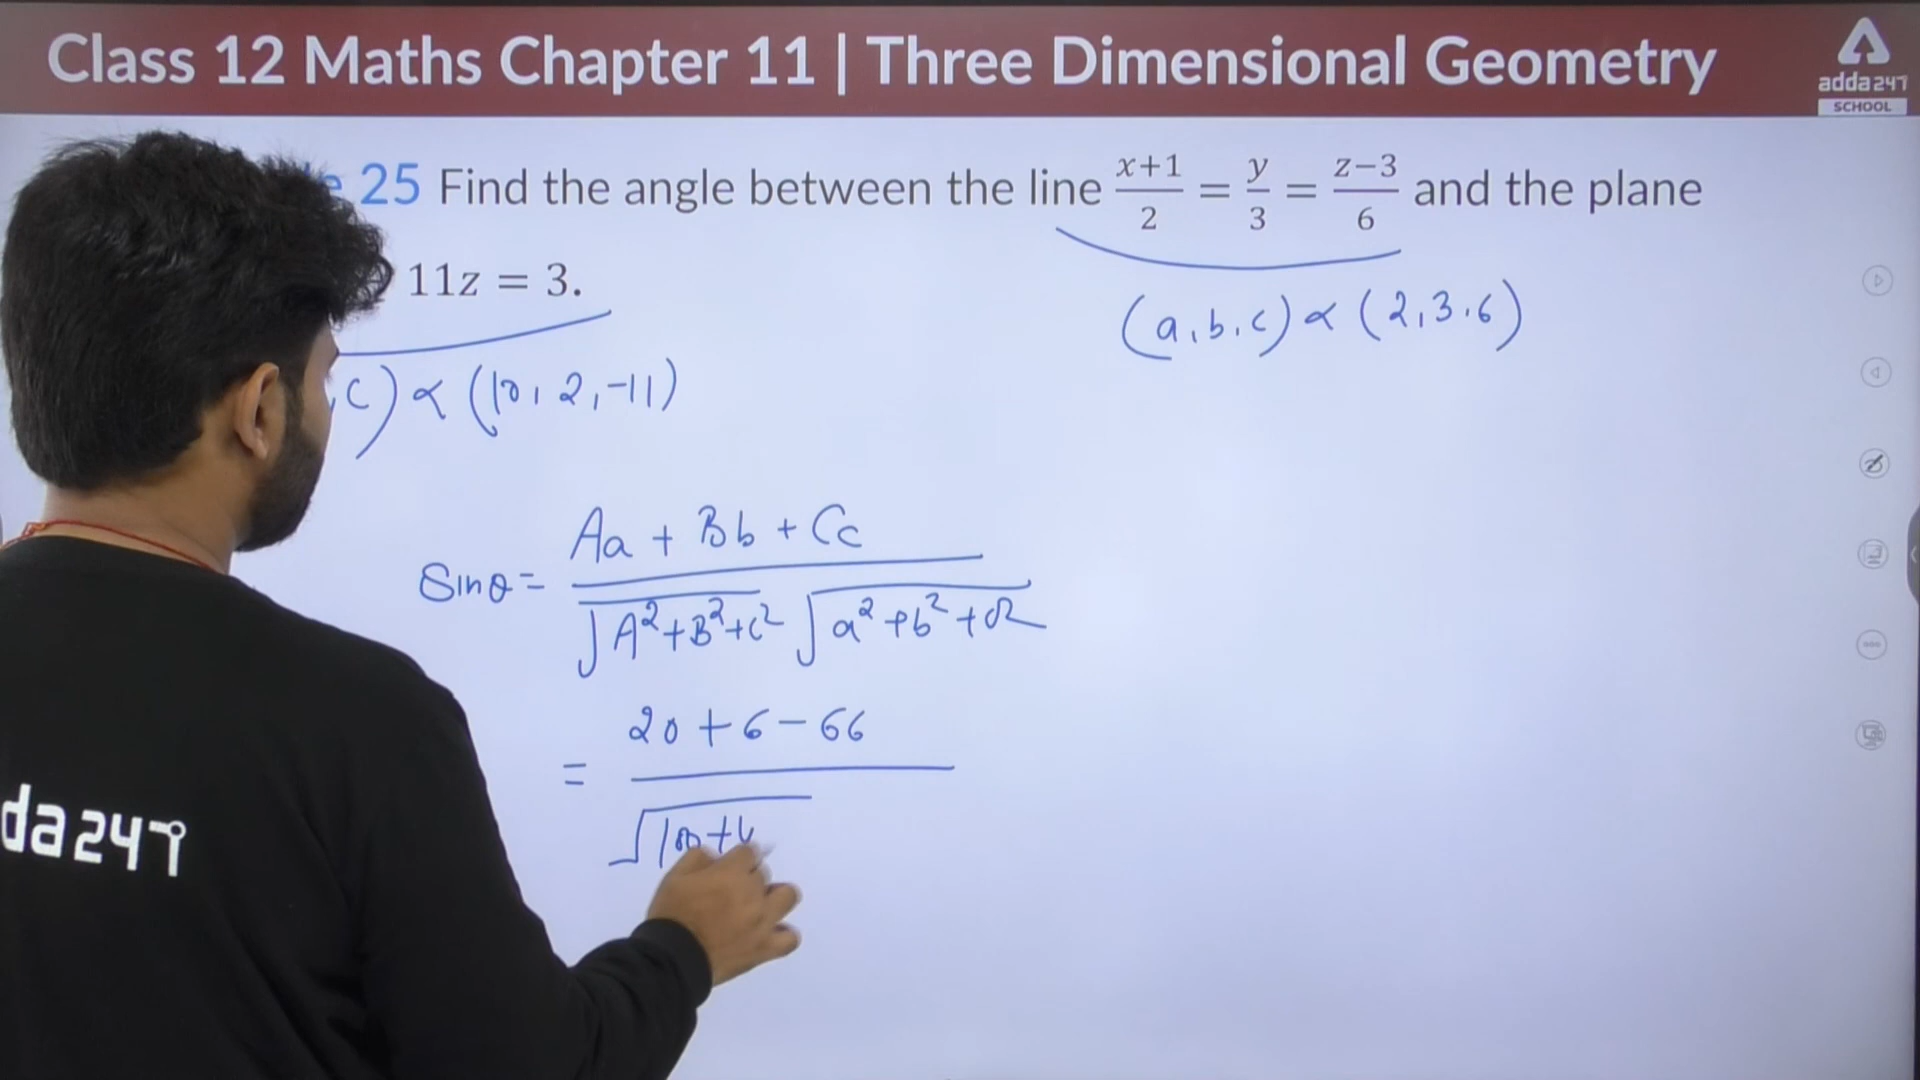 Class 12 Maths Chapter 11 | Three Dimensional Geometry
adda247
SCHOOL
25 Find the angle between the line (x+1)/2 = y/3 = (z−3)/6 and the plane
11z = 3.
(a,b,c) ∝ (2,3,6)
,c) ∝ (10, 2, -11)
Sinθ = (Aa + Bb + Cc) / (√(A²+B²+C²) √(a²+b²+c²))
= (20 + 6 − 66) / √(100+4
da247